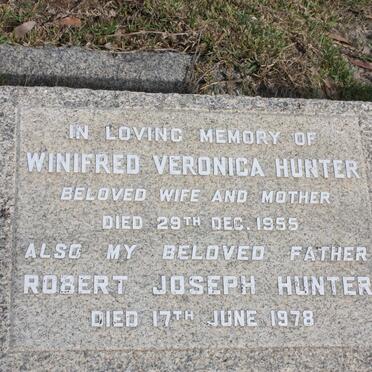 IN LOVING MEMORY OF
WINIFRED VERONICA HUNTER
BELOVED WIFE AND MOTHER
DIED 29TH DEC. 1955
ALSO MY BELOVED FATHER
ROBERT JOSEPH HUNTER
DIED 17TH JUNE 1978